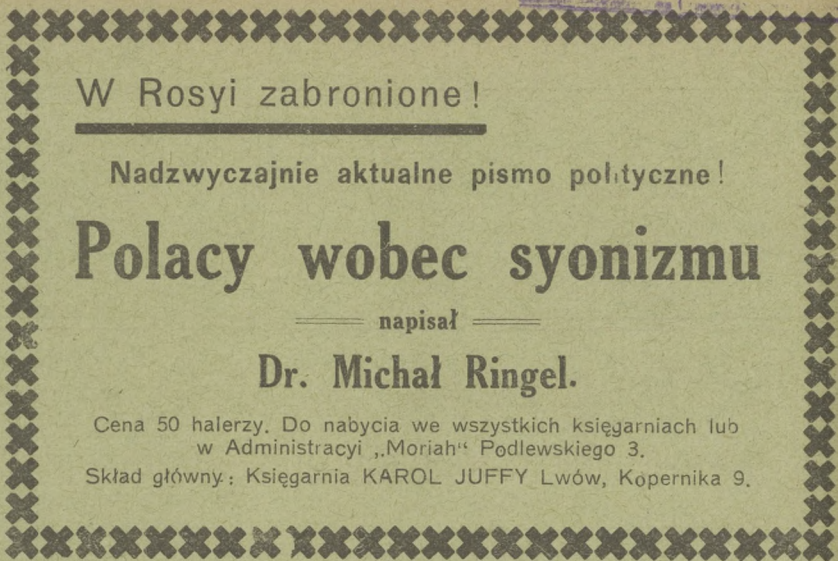 W Rosyi zabronione!
Nadzwyczajnie aktualne pismo polityczne!
Polacy wobec syonizmu
napisał
Dr. Michał Ringel.
Cena 50 halerzy. Do nabycia we wszystkich księgarniach lub
w Administracyi „Moriah“ Podlewskiego 3.
Skład główny: Księgarnia KAROL JUFFY Lwów, Kopernika 9.